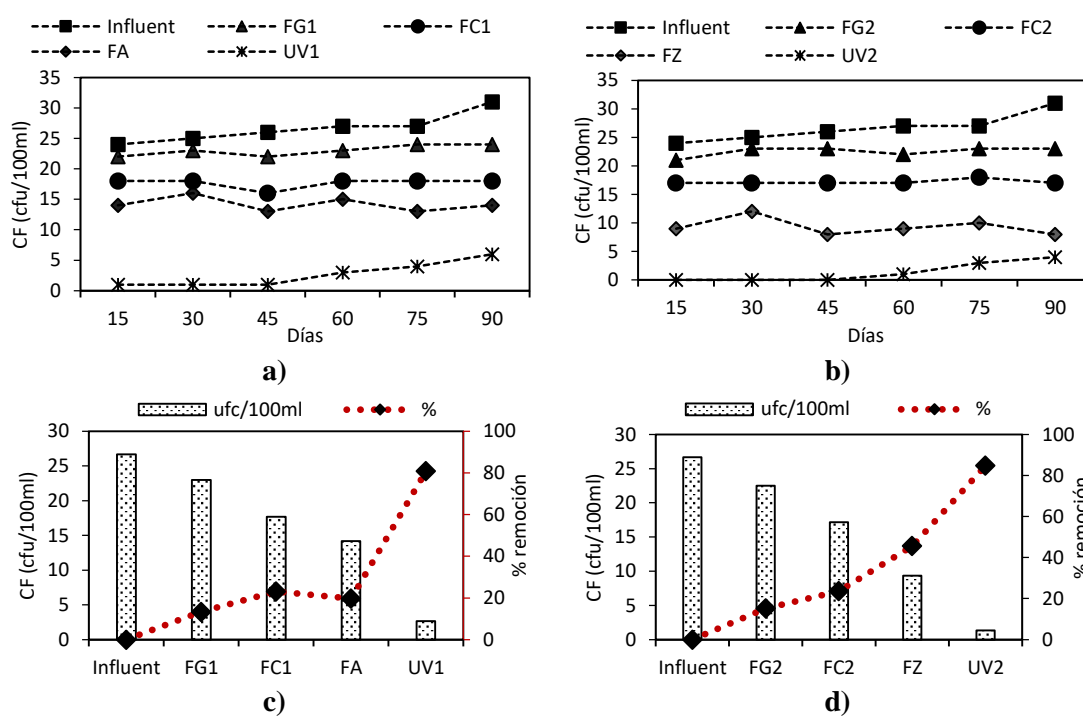 Influent FG1 FC1
FA UV1
CF (cfu/100ml)
35
30
25
20
15
10
5
0
15 30 45 60 75 90
Días
a)
Influent FG2 FC2
FZ UV2
CF (cfu/100ml)
35
30
25
20
15
10
5
0
15 30 45 60 75 90
Días
b)
ufc/100ml %
CF (cfu/100ml)
30
25
20
15
10
5
0
100
80
60
40
20
0
% remoción
Influent FG1 FC1 FA UV1
c)
ufc/100ml %
CF (cfu/100ml)
30
25
20
15
10
5
0
100
80
60
40
20
0
% remoción
Influent FG2 FC2 FZ UV2
d)